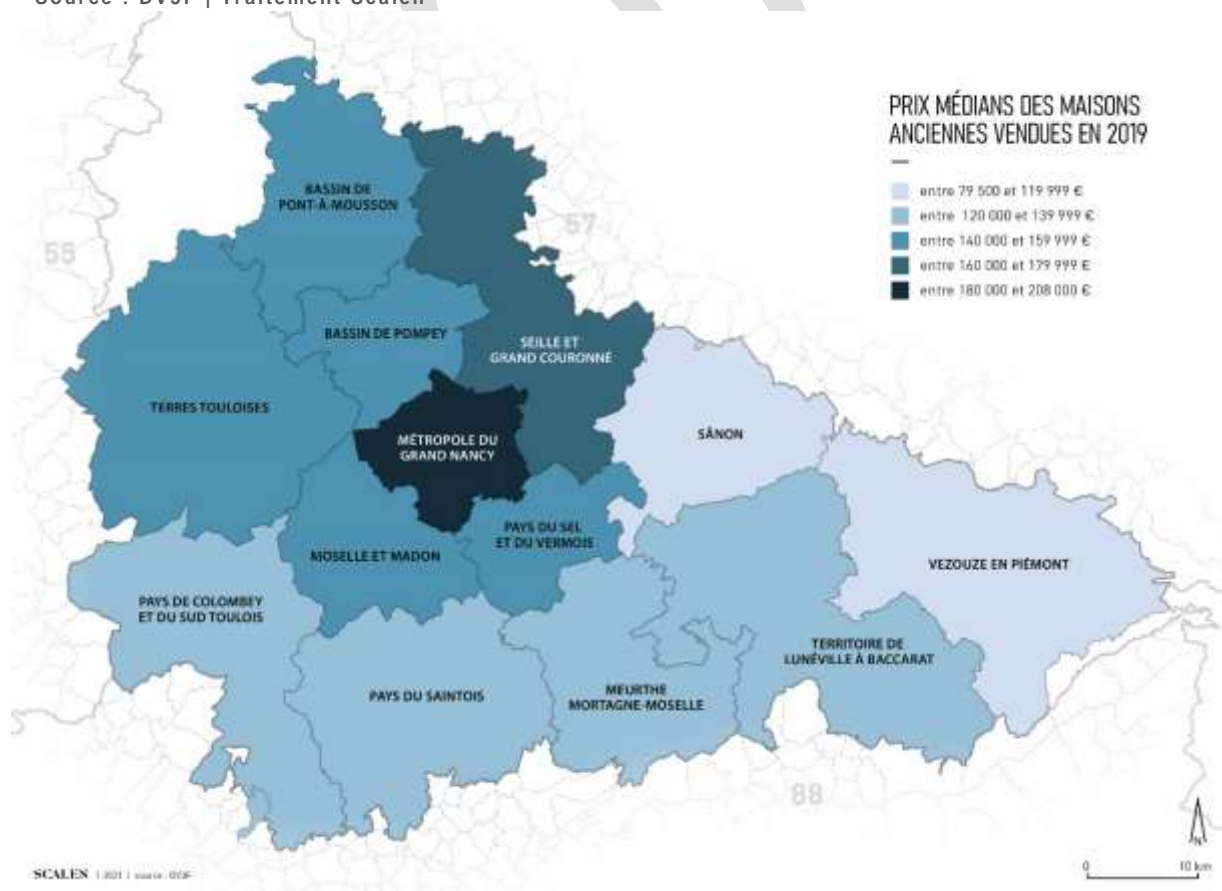 Source : DV3F | Traitement Scalen
PRIX MÉDIANS DES MAISONS
ANCIENNES VENDUES EN 2019
entre 79 500 et 119 999 €
entre 120 000 et 139 999 €
entre 140 000 et 159 999 €
entre 160 000 et 179 999 €
entre 180 000 et 208 000 €
BASSIN DE
PONT-À-MOUSSON
57
55
BASSIN DE POMPEY
SEILLE ET
GRAND COURONNÉ
TERRES TOULOISES
MÉTROPOLE DU
GRAND NANCY
SÂNON
PAYS DU SEL
ET DU VERMOIS
MOSELLE ET MADON
VEZOUZE EN PIÉMONT
PAYS DE COLOMBEY
ET DU SUD TOULOIS
TERRITOIRE DE
LUNÉVILLE À BACCARAT
PAYS DU SAINTOIS
MEURTHE
MORTAGNE-MOSELLE
88
N
0 10 km
SCALEN | 2021 | source : DV3F